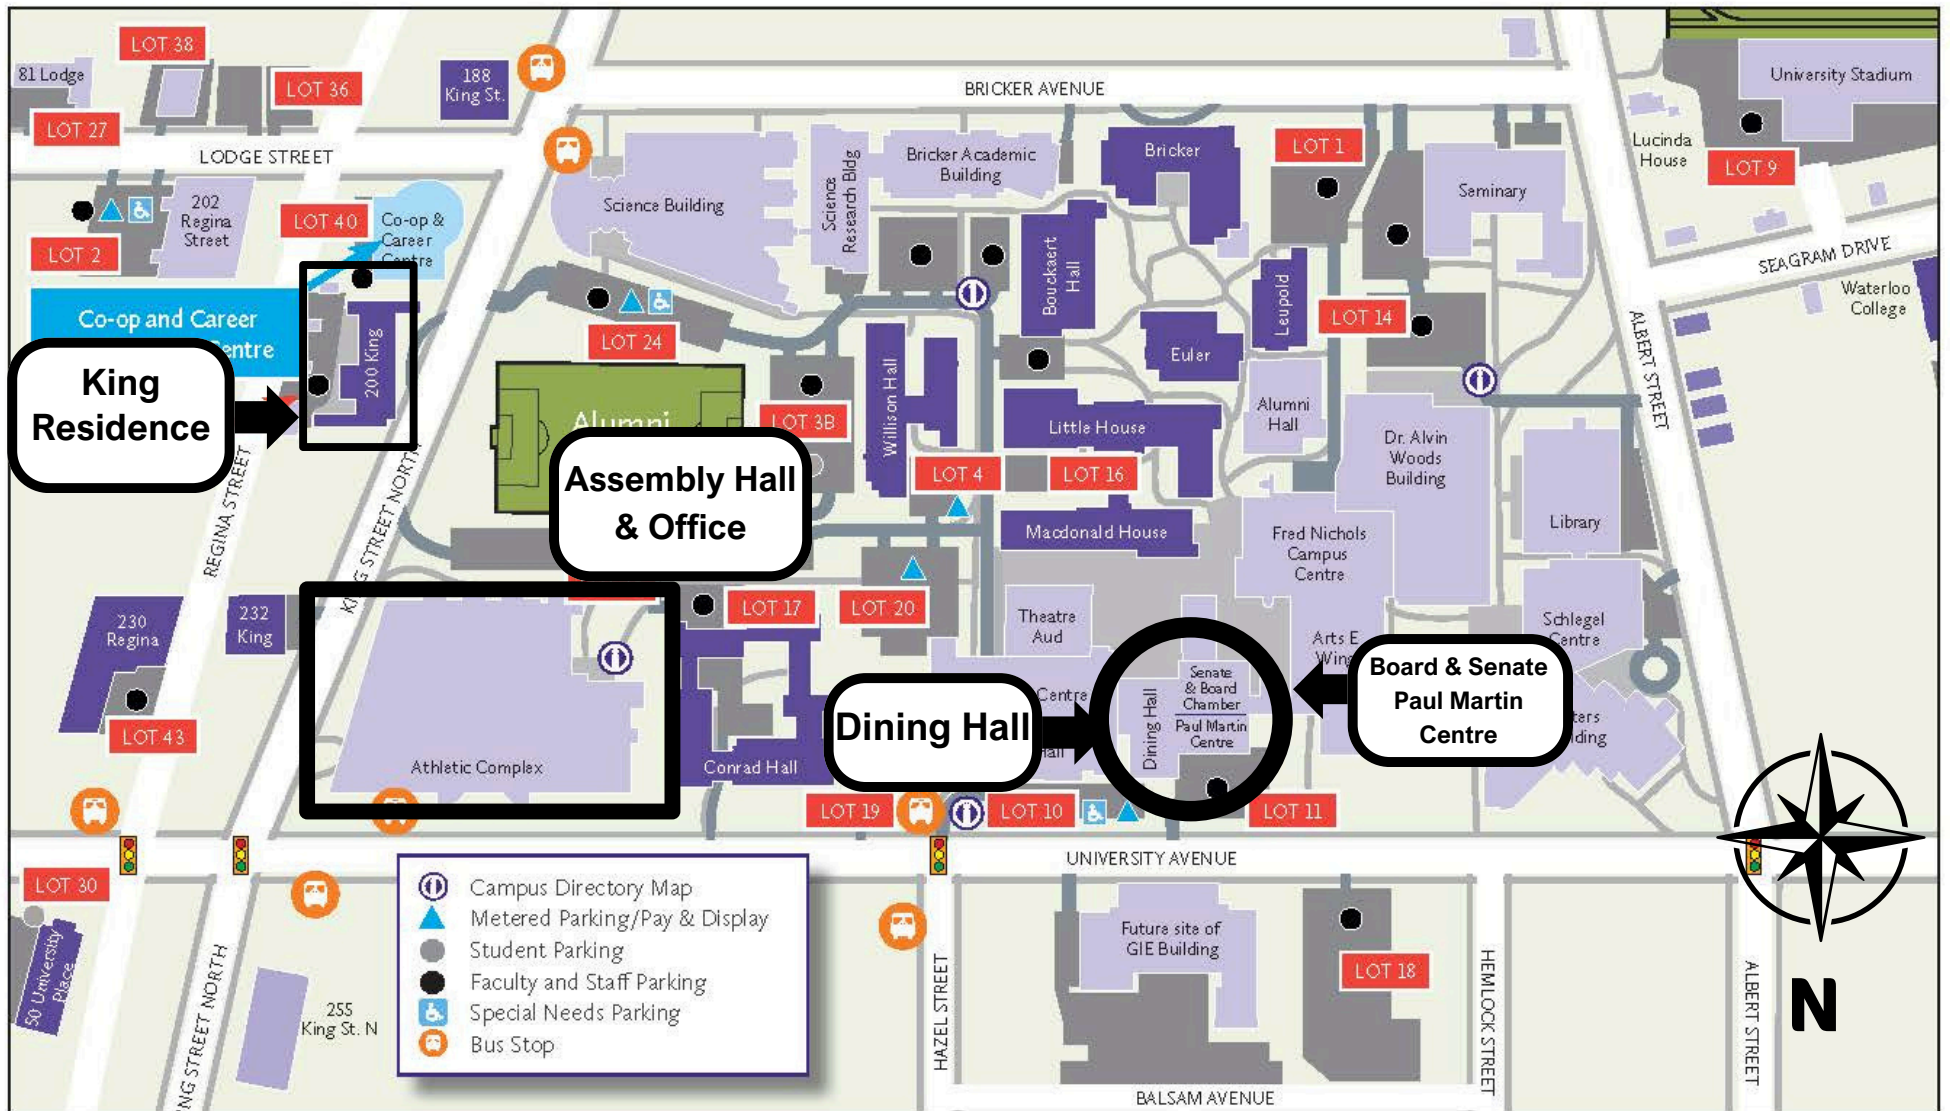 LOT 38
81 Lodge
LOT 36
188
King St.
LOT 27
LODGE STREET
BRICKER AVENUE
University Stadium
Lucinda
House
LOT 9
LOT 1
Bricker
Bricker Academic
Building
Science
Research Bldg
Science Building
Seminary
202
Regina
Street
LOT 40
Co-op &
Career
Centre
LOT 2
SEAGRAM DRIVE
Waterloo
College
Co-op and Career
Centre
200 King
King
Residence
LOT 24
Bouckaert
Hall
Leupold
LOT 14
Euler
ALBERT STREET
Alumni
LOT 3B
Willison Hall
Little House
Alumni
Hall
Dr. Alvin
Woods
Building
Assembly Hall
& Office
LOT 4
LOT 16
Macdonald House
Fred Nichols
Campus
Centre
Library
REGINA STREET
KING STREET NORTH
230
Regina
232
King
LOT 17
LOT 20
Theatre
Aud
Arts E
Wing
Schlegel
Centre
LOT 43
Athletic Complex
Conrad Hall
Dining Hall
Centre
Hall
Dining Hall
Senate
& Board
Chamber
Paul Martin
Centre
Board & Senate
Paul Martin
Centre
LOT 19
LOT 10
LOT 11
UNIVERSITY AVENUE
LOT 30
50 University
Place
KING STREET NORTH
255
King St. N
Campus Directory Map
Metered Parking/Pay & Display
Student Parking
Faculty and Staff Parking
Special Needs Parking
Bus Stop
HAZEL STREET
Future site of
GIE Building
LOT 18
HEMLOCK STREET
ALBERT STREET
BALSAM AVENUE
N